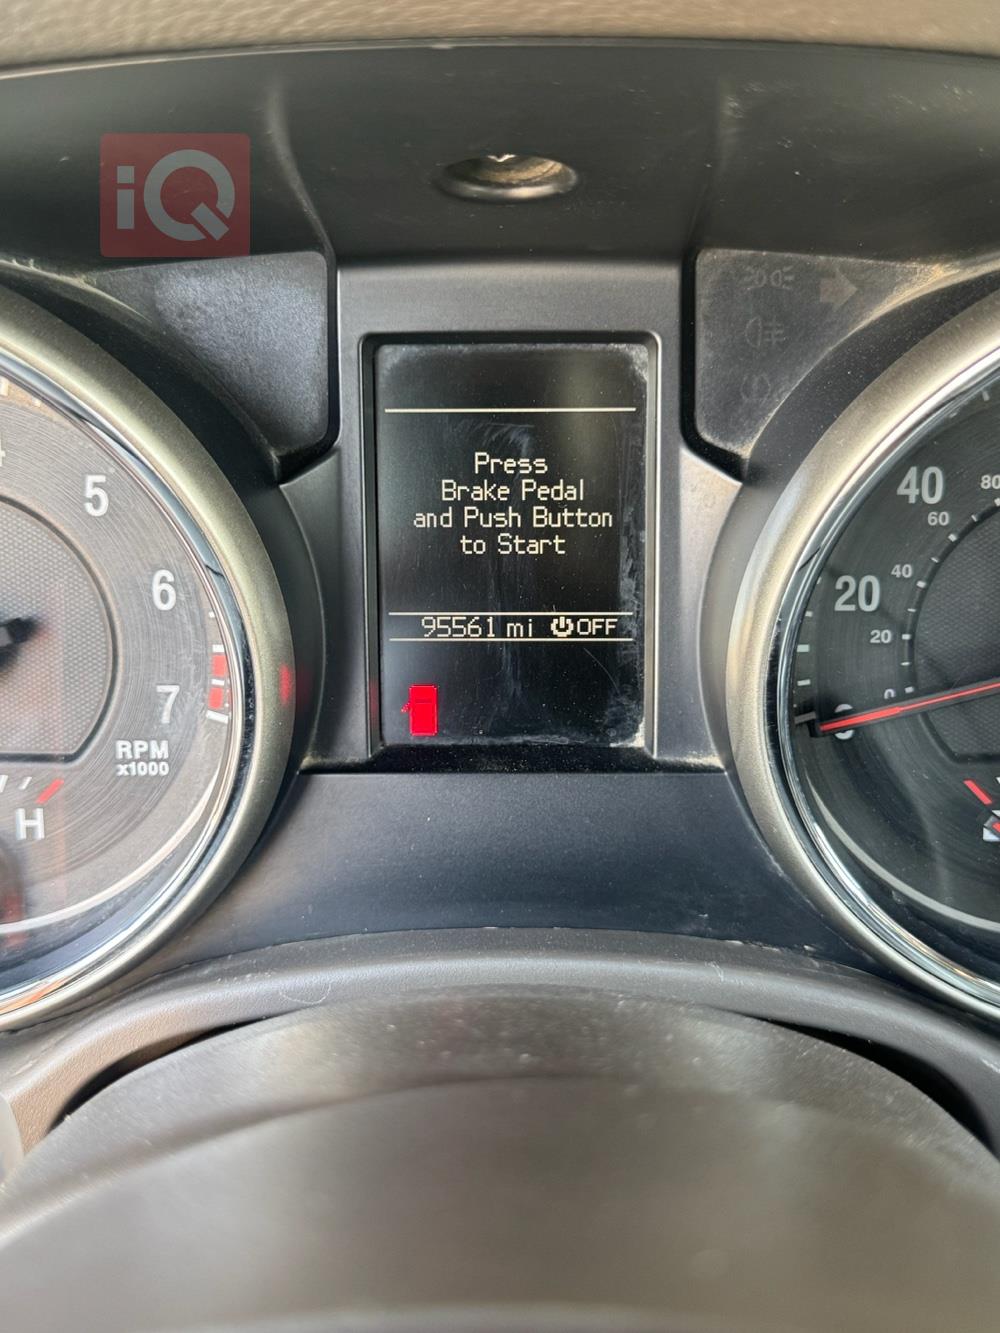 iQ
Press
Brake Pedal
and Push Button
to Start
95561 mi OFF
5
6
7
RPM
x1000
H
40
80
60
20
40
20
0
0